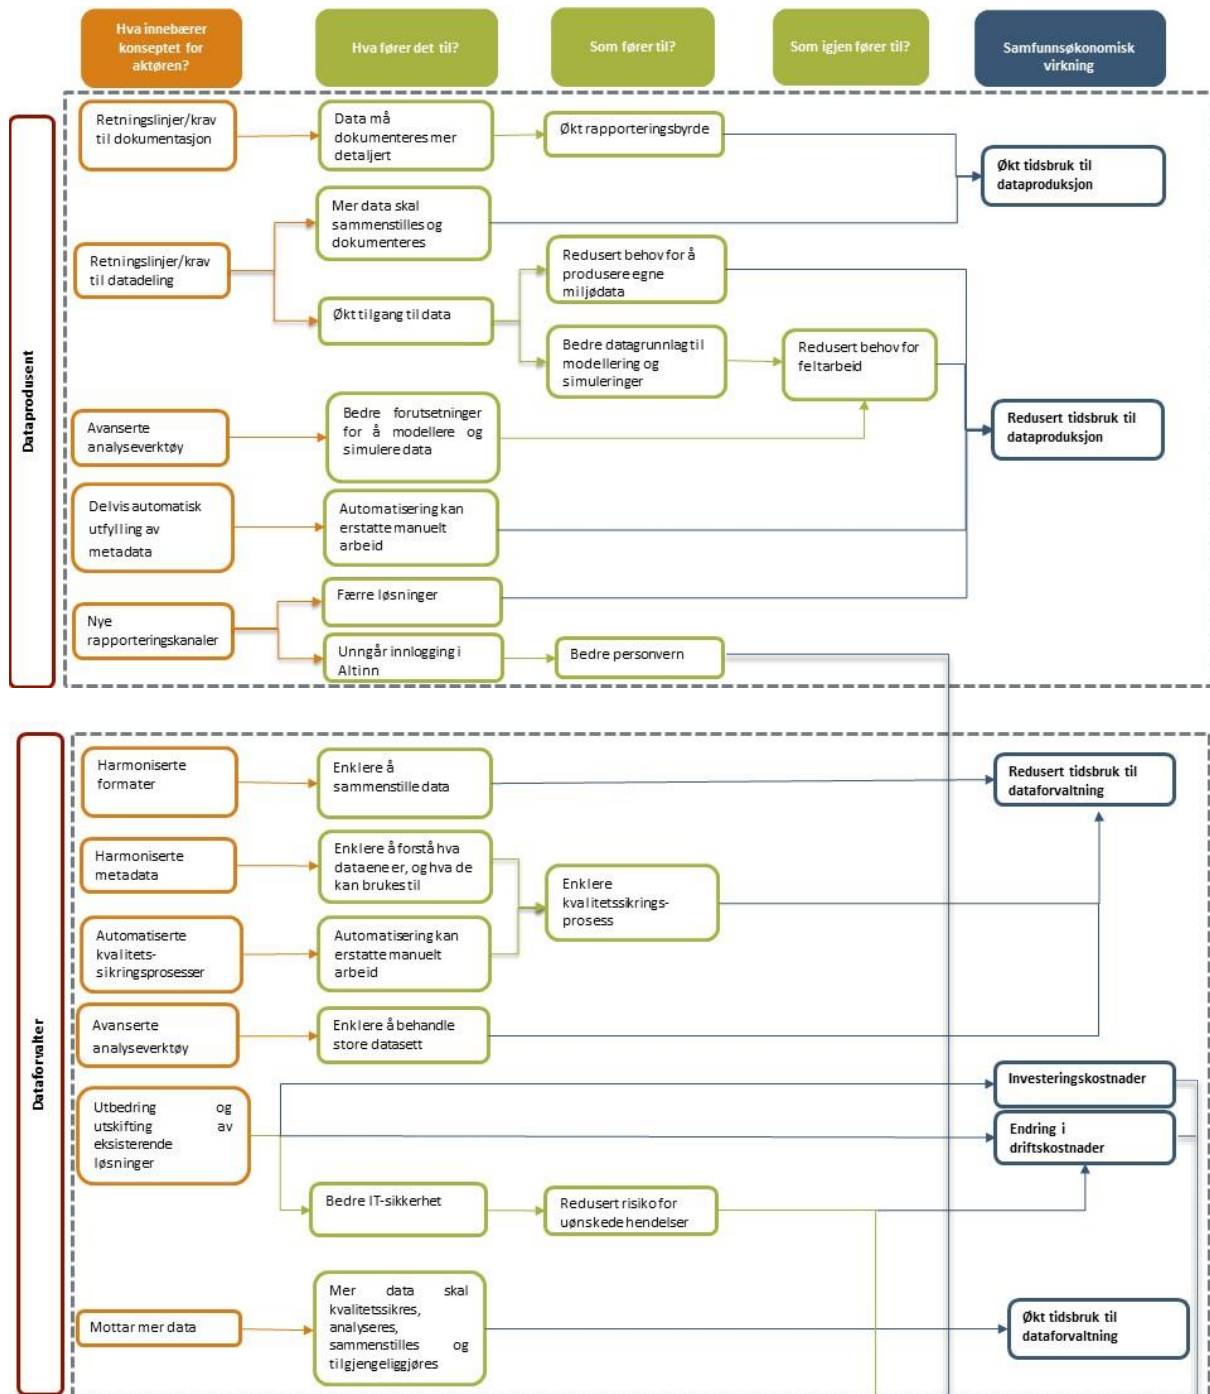 Hva innebærer
konseptet for
aktøren?
Hva fører det til?
Som fører til?
Som igjen fører til?
Samfunnsøkonomisk
virkning
Dataprodusent
Retningslinjer/krav
til dokumentasjon
Data må
dokumenteres mer
detaljert
Økt rapporteringsbyrde
Økt tidsbruk til
dataproduksjon
Mer data skal
sammenstilles og
dokumenteres
Retningslinjer/krav
til datadeling
Redusert behov for å
produsere egne
miljødata
Økt tilgang til data
Bedre datagrunnlag til
modellering og
simuleringer
Redusert behov for
feltarbeid
Avanserte
analyseverktøy
Bedre forutsetninger
for å modellere og
simulere data
Redusert tidsbruk til
dataproduksjon
Delvis automatisk
utfylling av
metadata
Automatisering kan
erstatte manuelt
arbeid
Nye
rapporteringskanaler
Færre løsninger
Unngår innlogging i
Altinn
Bedre personvern
Dataforvalter
Harmoniserte
formater
Enklere å
sammenstille data
Redusert tidsbruk til
dataforvaltning
Harmoniserte
metadata
Enklere å forstå hva
dataene er, og hva de
kan brukes til
Enklere
kvalitetssikrings-
prosess
Automatiserte
kvalitets-
sikringprosesser
Automatisering kan
erstatte manuelt
arbeid
Avanserte
analyseverktøy
Enklere å behandle
store datasett
Utbedring og
utskifting av
eksisterende
løsninger
Investeringskostnader
Endring i
driftskostnader
Bedre IT-sikkerhet
Redusert risiko for
uønskede hendelser
Mottar mer data
Mer data skal
kvalitetssikres,
analyseres,
sammenstilles og
tilgjengeliggjøres
Økt tidsbruk til
dataforvaltning